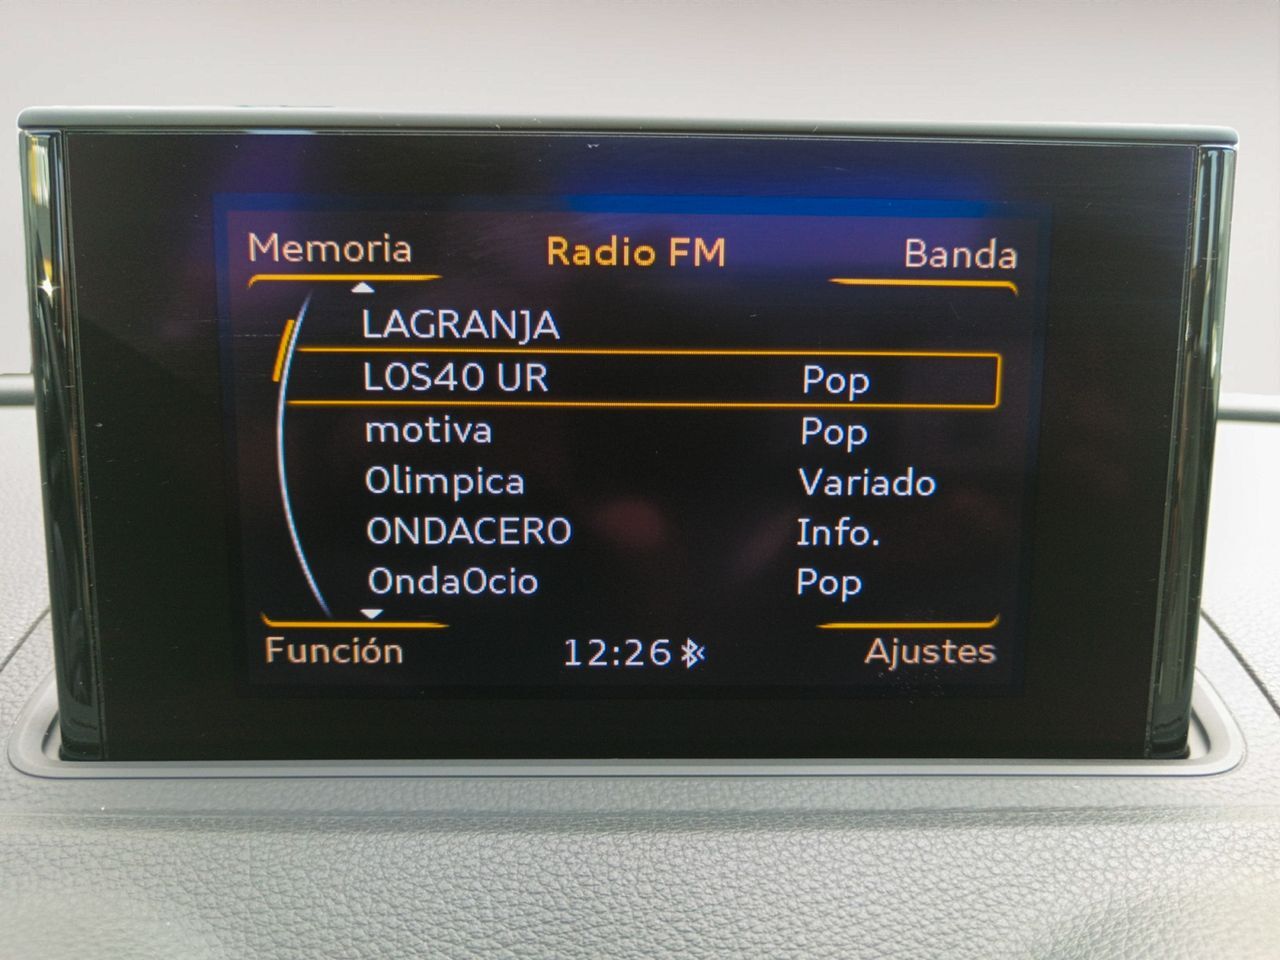 Memoria Radio FM Banda
LAGRANJA
LOS40 UR Pop
motiva Pop
Olimpica Variado
ONDACERO Info.
OndaOcio Pop
Función 12:26 Ajustes